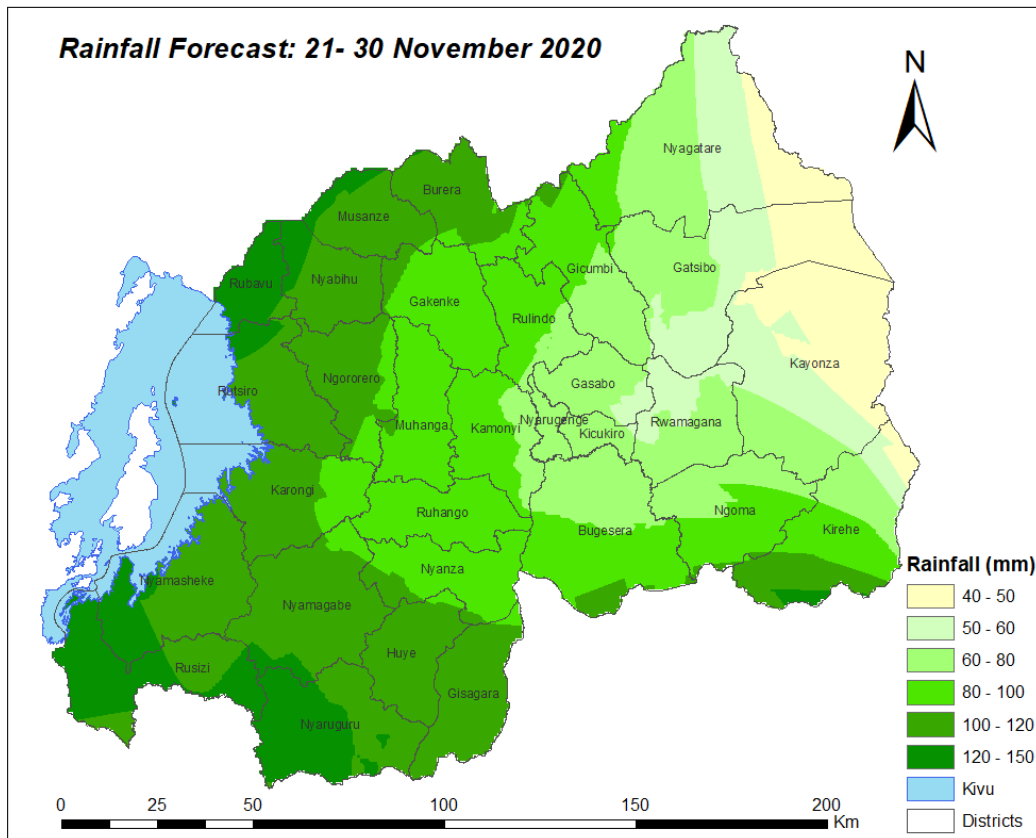 Rainfall Forecast: 21- 30 November 2020
N
Nyagatare
Burera
Musanze
Gicumbi
Gatsibo
Rubavu
Nyabihu
Gakenke
Rulindo
Kayonza
Rutsiro
Ngororero
Gasabo
Muhanga
Kamonyi
Nyarugenge
Kicukiro
Rwamagana
Karongi
Ruhango
Ngoma
Bugesera
Kirehe
Nyamasheke
Nyanza
Nyamagabe
Huye
Rusizi
Gisagara
Nyaruguru
Rainfall (mm)
40 - 50
50 - 60
60 - 80
80 - 100
100 - 120
120 - 150
Kivu
Districts
0 25 50 100 150 200
Km